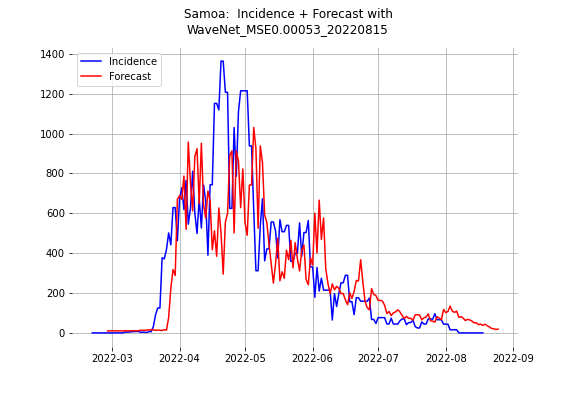 Samoa:  Incidence + Forecast with
WaveNet_MSE0.00053_20220815
Incidence
Forecast
1400
1200
1000
800
600
400
200
0
2022-03 2022-04 2022-05 2022-06 2022-07 2022-08 2022-09